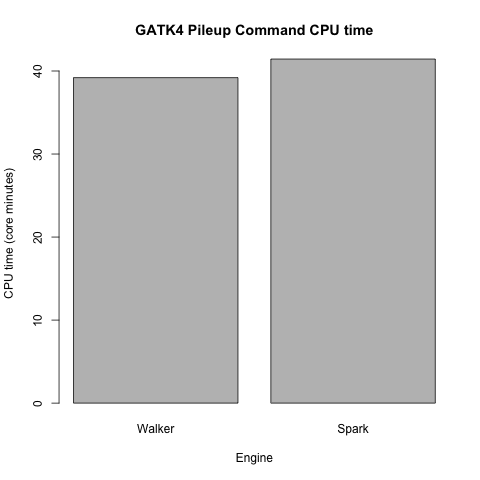 GATK4 Pileup Command CPU time
CPU time (core minutes)
40
30
20
10
0
Walker
Spark
Engine